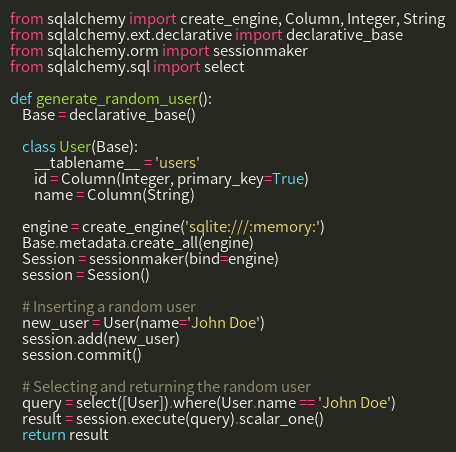 from sqlalchemy import create_engine, Column, Integer, String
from sqlalchemy.ext.declarative import declarative_base
from sqlalchemy.orm import sessionmaker
from sqlalchemy.sql import select

def generate_random_user():
    Base = declarative_base()

    class User(Base):
        __tablename__ = 'users'
        id = Column(Integer, primary_key=True)
        name = Column(String)

    engine = create_engine('sqlite:///:memory:')
    Base.metadata.create_all(engine)
    Session = sessionmaker(bind=engine)
    session = Session()

    # Inserting a random user
    new_user = User(name='John Doe')
    session.add(new_user)
    session.commit()

    # Selecting and returning the random user
    query = select([User]).where(User.name == 'John Doe')
    result = session.execute(query).scalar_one()
    return result